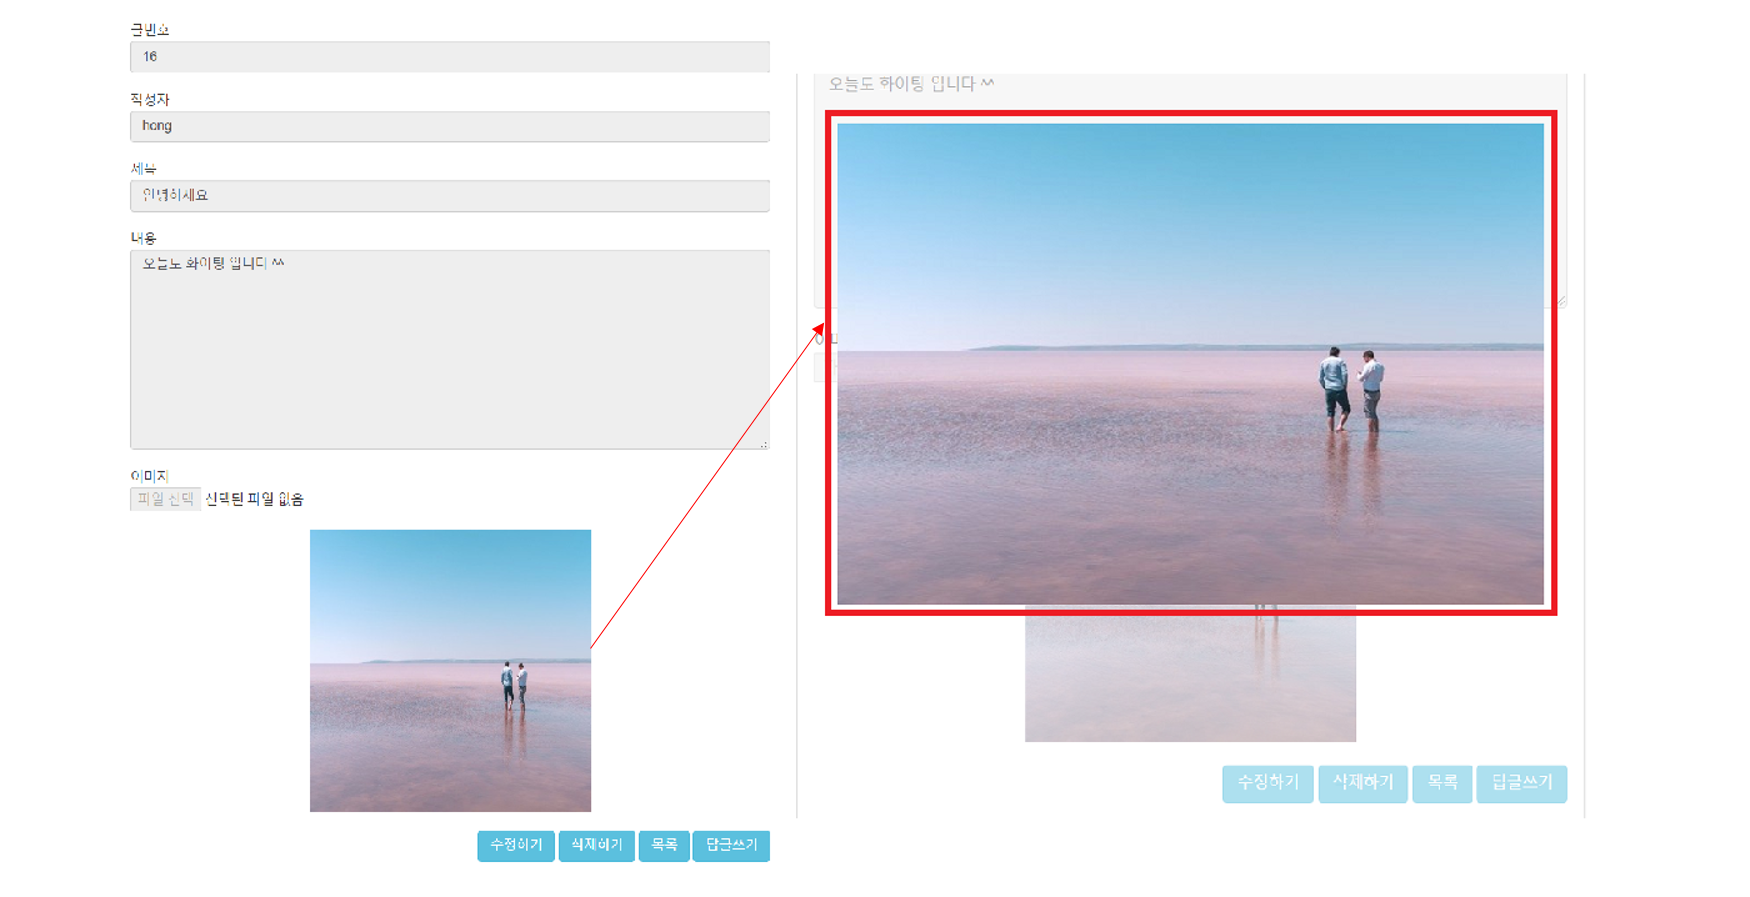 글번호
16
작성자
hong
제목
안녕하세요
내용
오늘도 화이팅 입니다 ^^
이미지
파일 선택 선택된 파일 없음
수정하기 삭제하기 목록 답글쓰기
오늘도 화이팅 입니다 ^^
수정하기 삭제하기 목록 답글쓰기